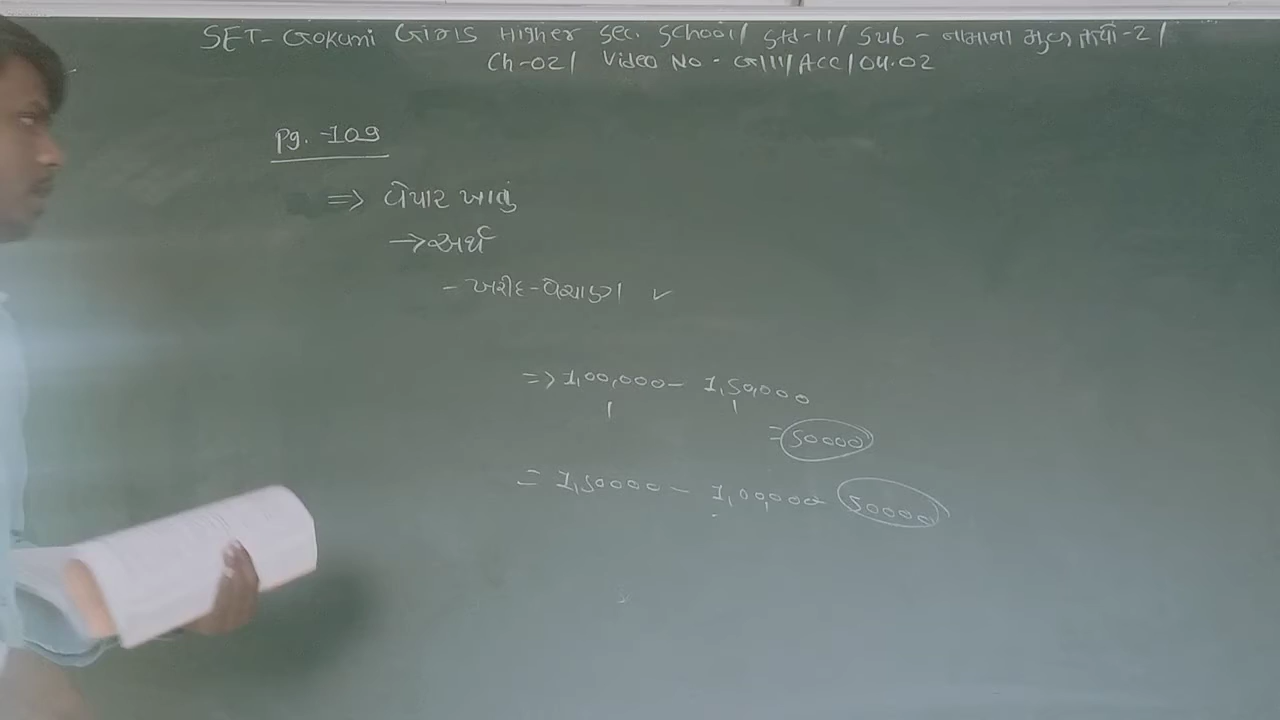 SET- Gokani Girls Higher Sec. School/ Std-11/ Sub - નામાના મુળ તત્વો-2/
Ch-02/ Video No - G/11/Acc/04.02
Pg. -109
=> વેપાર ખાતું
→ અર્થ
- ખરીદ-વેચાણ ✓
=> 1,00,000 - 1,50,000
= 50000
= 1,50000 - 1,00,000 50000